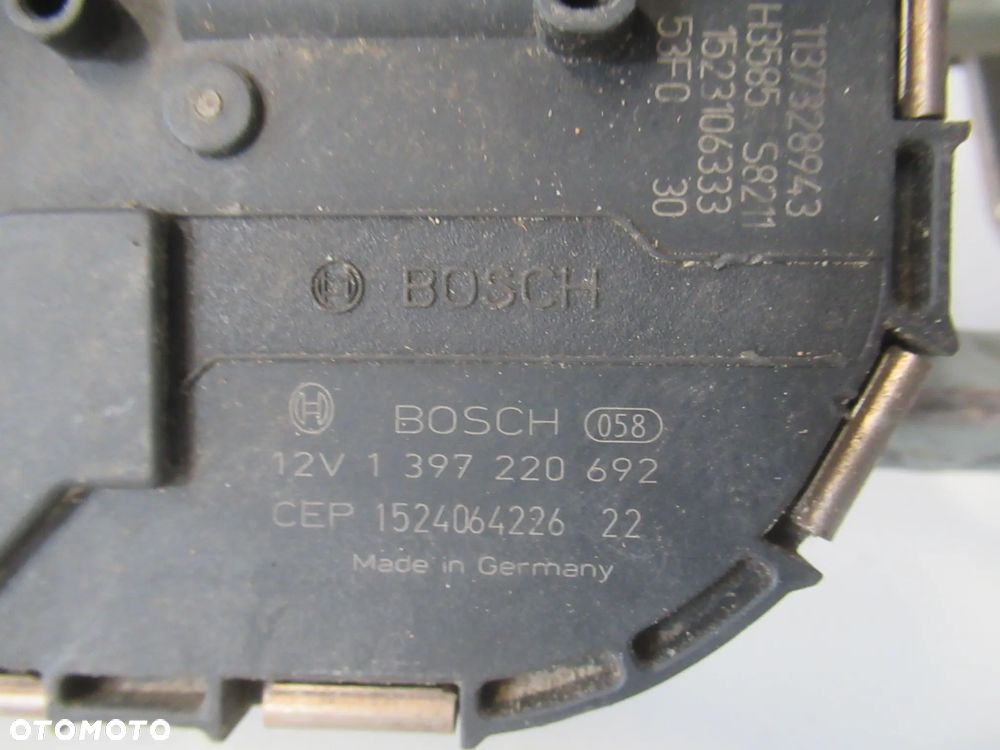 1137328943
H3585 S8211
1523106333
53F0 30
H BOSCH
H BOSCH 058
12V 1 397 220 692
CEP 1524064226 22
Made in Germany
OTOMOTO